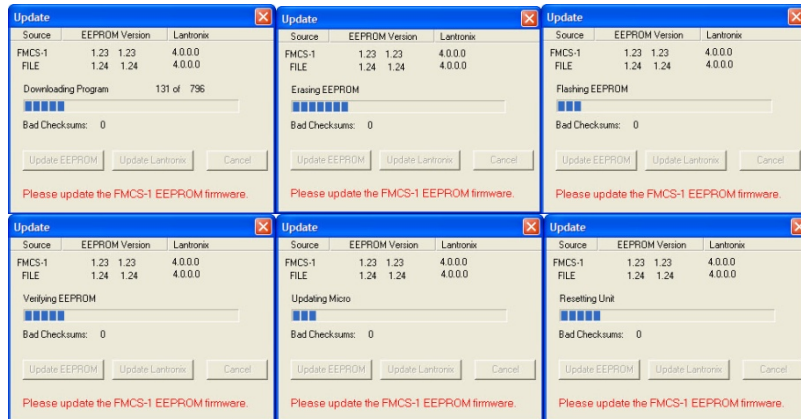 Update
Source EEPROM Version Lantronix
FMCS-1 1.23 1.23 4.0.0.0
FILE 1.24 1.24 4.0.0.0
Downloading Program 131 of 796
Bad Checksums: 0
Update EEPROM Update Lantronix Cancel
Please update the FMCS-1 EEPROM firmware.
Update
Source EEPROM Version Lantronix
FMCS-1 1.23 1.23 4.0.0.0
FILE 1.24 1.24 4.0.0.0
Erasing EEPROM
Bad Checksums: 0
Update EEPROM Update Lantronix Cancel
Please update the FMCS-1 EEPROM firmware.
Update
Source EEPROM Version Lantronix
FMCS-1 1.23 1.23 4.0.0.0
FILE 1.24 1.24 4.0.0.0
Flashing EEPROM
Bad Checksums: 0
Update EEPROM Update Lantronix Cancel
Please update the FMCS-1 EEPROM firmware.
Update
Source EEPROM Version Lantronix
FMCS-1 1.23 1.23 4.0.0.0
FILE 1.24 1.24 4.0.0.0
Verifying EEPROM
Bad Checksums: 0
Update EEPROM Update Lantronix Cancel
Please update the FMCS-1 EEPROM firmware.
Update
Source EEPROM Version Lantronix
FMCS-1 1.23 1.23 4.0.0.0
FILE 1.24 1.24 4.0.0.0
Updating Micro
Bad Checksums: 0
Update EEPROM Update Lantronix Cancel
Please update the FMCS-1 EEPROM firmware.
Update
Source EEPROM Version Lantronix
FMCS-1 1.23 1.23 4.0.0.0
FILE 1.24 1.24 4.0.0.0
Resetting Unit
Bad Checksums: 0
Update EEPROM Update Lantronix Cancel
Please update the FMCS-1 EEPROM firmware.